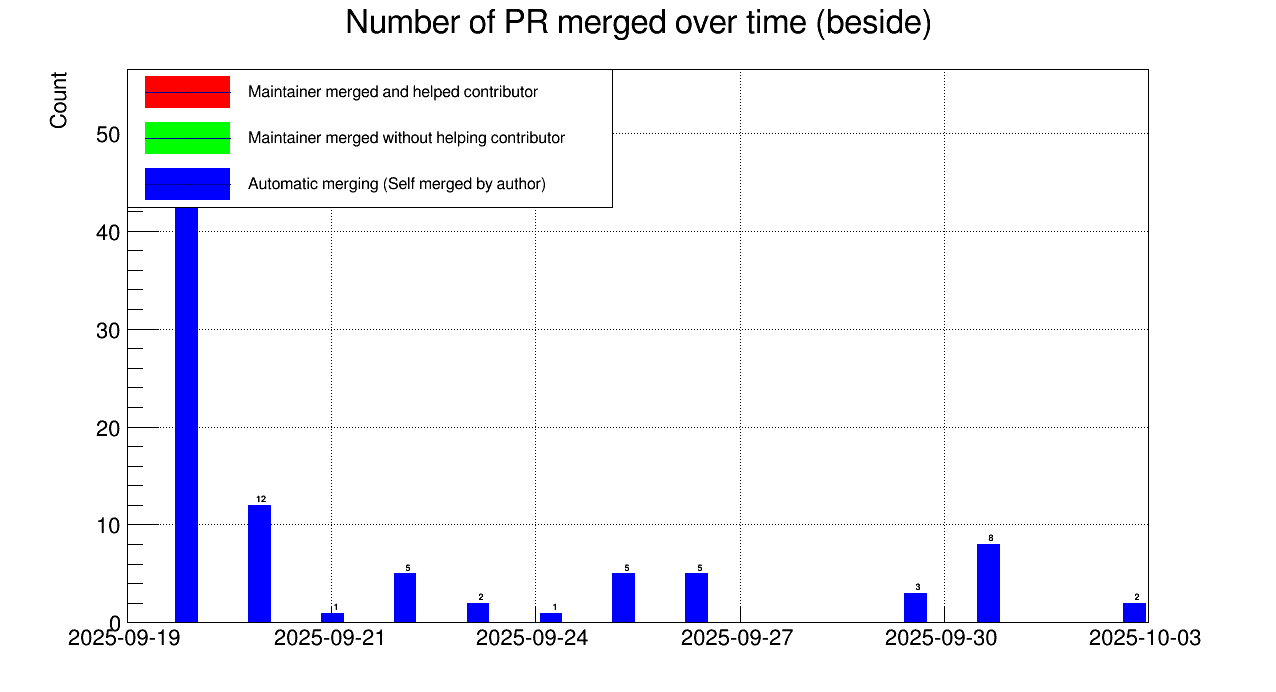 Number of PR merged over time (beside)
Count
Maintainer merged and helped contributor
Maintainer merged without helping contributor
Automatic merging (Self merged by author)
50
40
30
20
10
0
12
1
5
2
1
5
5
3
8
2
2025-09-19 2025-09-21 2025-09-24 2025-09-27 2025-09-30 2025-10-03